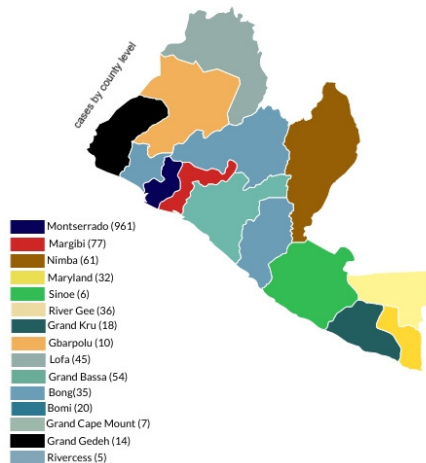 cases by county level
Montserrado (961)
Margibi (77)
Nimba (61)
Maryland (32)
Sinoe (6)
River Gee (36)
Grand Kru (18)
Gbarpolu (10)
Lofa (45)
Grand Bassa (54)
Bong(35)
Bomi (20)
Grand Cape Mount (7)
Grand Gedeh (14)
Rivercess (5)